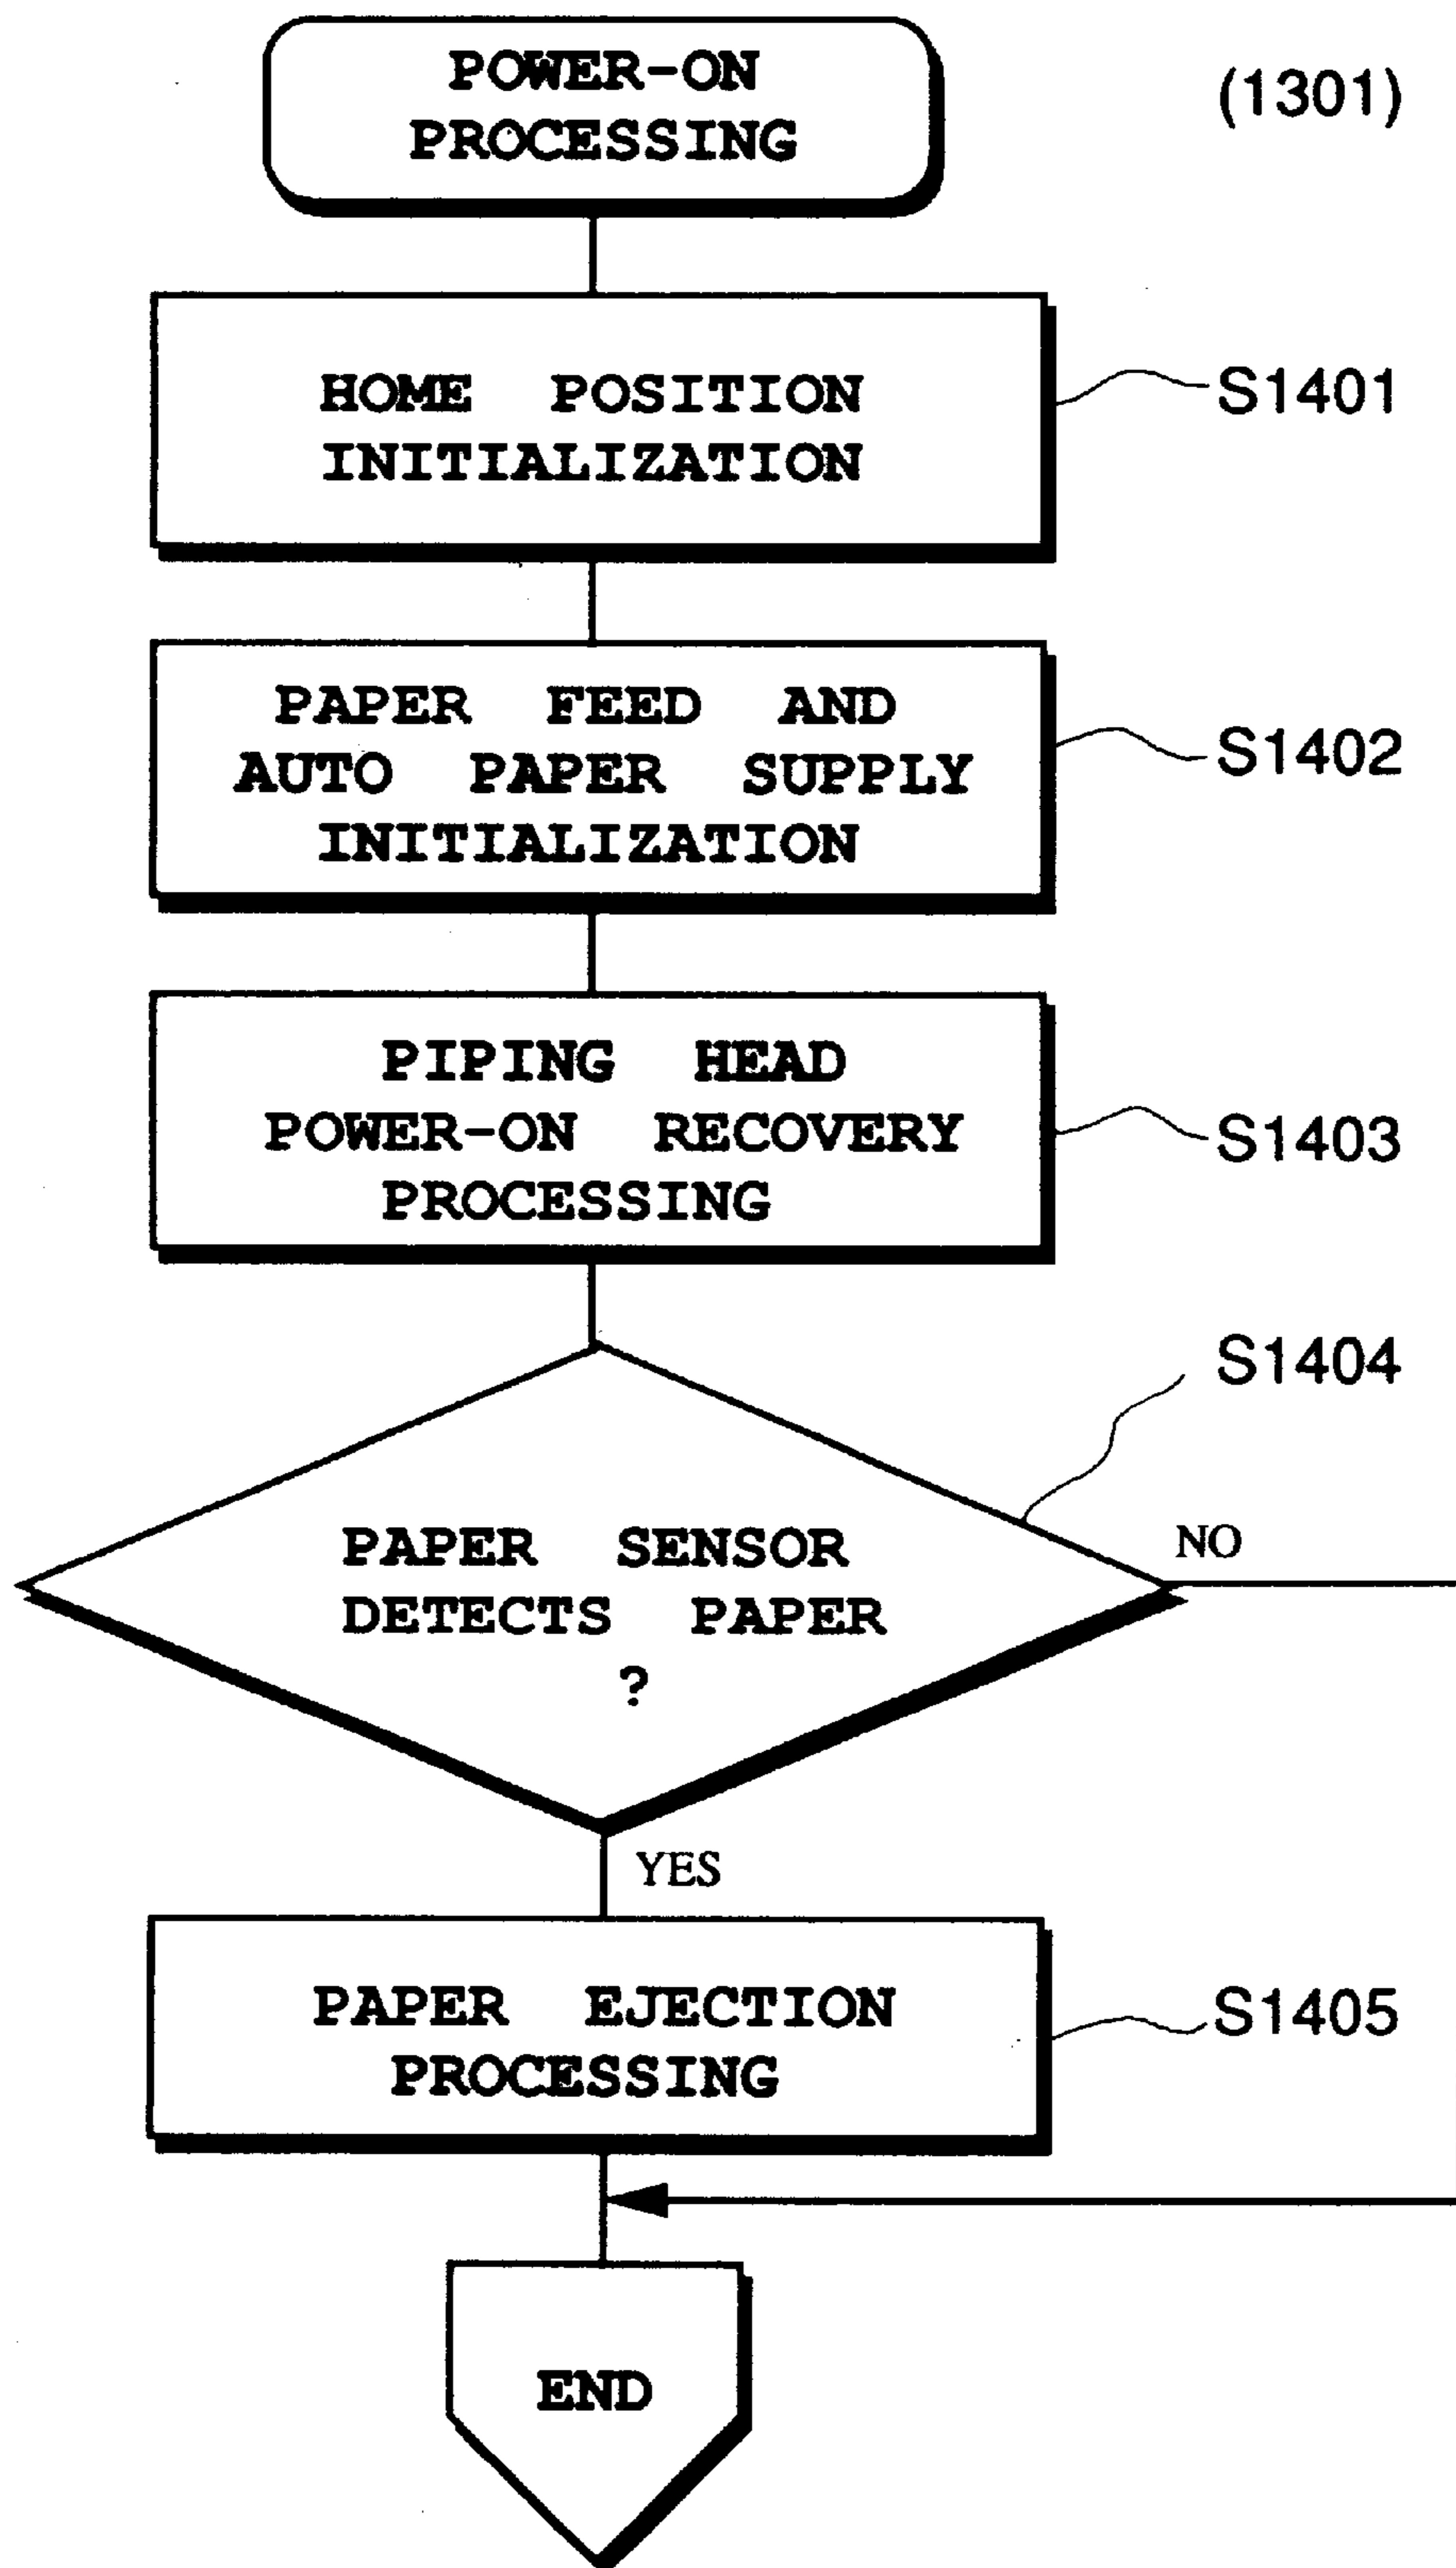 POWER-ON
PROCESSING
(1301)
HOME POSITION
INITIALIZATION
S1401
PAPER FEED AND
AUTO PAPER SUPPLY
INITIALIZATION
S1402
PIPING HEAD
POWER-ON RECOVERY
PROCESSING
S1403
S1404
PAPER SENSOR
DETECTS PAPER
?
NO
YES
PAPER EJECTION
PROCESSING
S1405
END